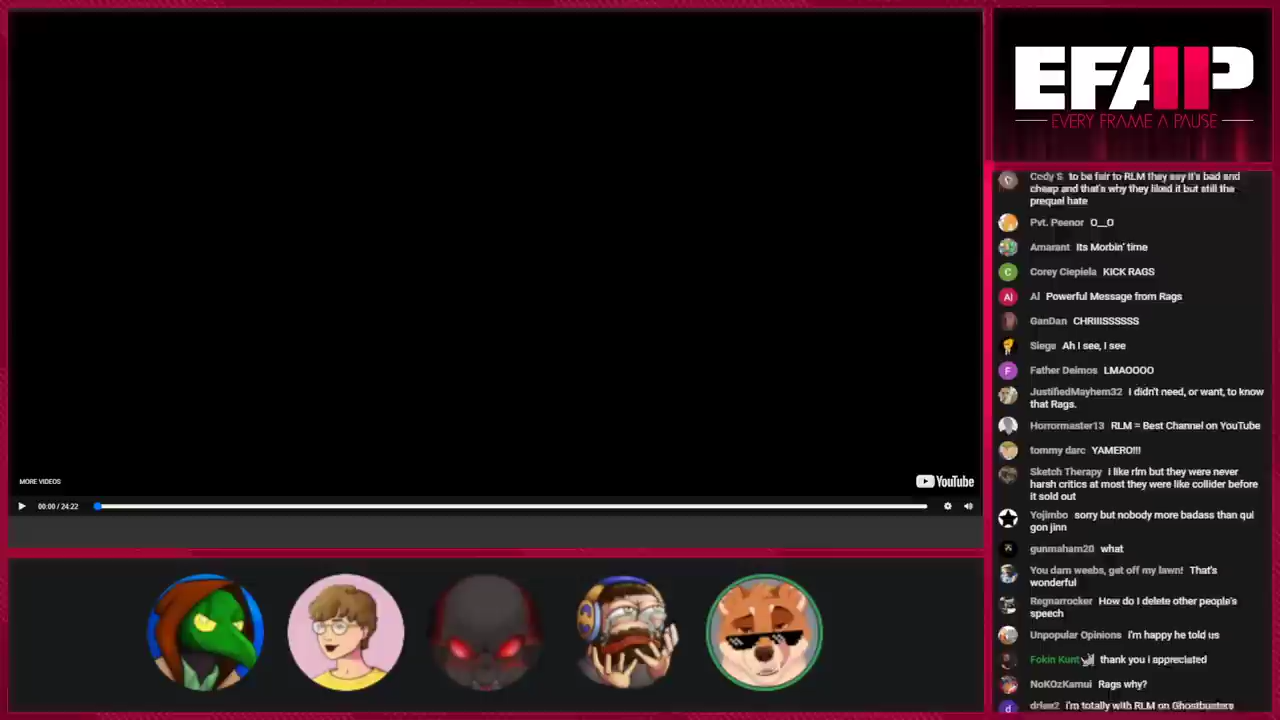 MORE VIDEOS
YouTube
00:00 / 24:22
EFAP
EVERY FRAME A PAUSE
Cody S to be fair to RLM they say it's bad and
cheap and that's why they liked it but still the
prequel hate
Pvt. Peenor O__O
Amarant Its Morbin' time
C Corey Ciepiela KICK RAGS
Al Al Powerful Message from Rags
GanDan CHRIIISSSSSS
Siegu Ah I see, I see
F Father Deimos LMAOOOO
JustifiedMayhem32 I didn't need, or want, to know
that Rags.
Horrormaster13 RLM = Best Channel on YouTube
tommy darc YAMERO!!!
Sketch Therapy i like rlm but they were never
harsh critics at most they were like collider before
it sold out
Yojimbo sorry but nobody more badass than qui
gon jinn
gunmaham20 what
You darn weebs, get off my lawn! That's
wonderful
Regnarrocker How do I delete other people's
speech
Unpopular Opinions I'm happy he told us
Fokin Kunt thank you i appreciated
NoKOzKamui Rags why?
d i'm totally with RLM on Ghostbusters